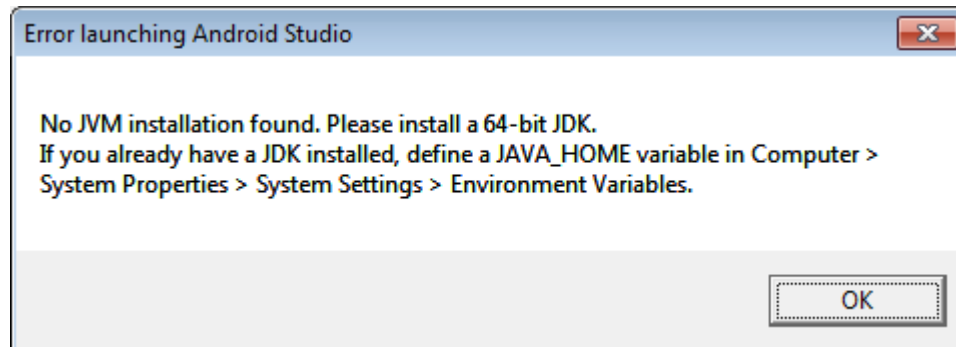 Error launching Android Studio
No JVM installation found. Please install a 64-bit JDK.
If you already have a JDK installed, define a JAVA_HOME variable in Computer >
System Properties > System Settings > Environment Variables.
OK